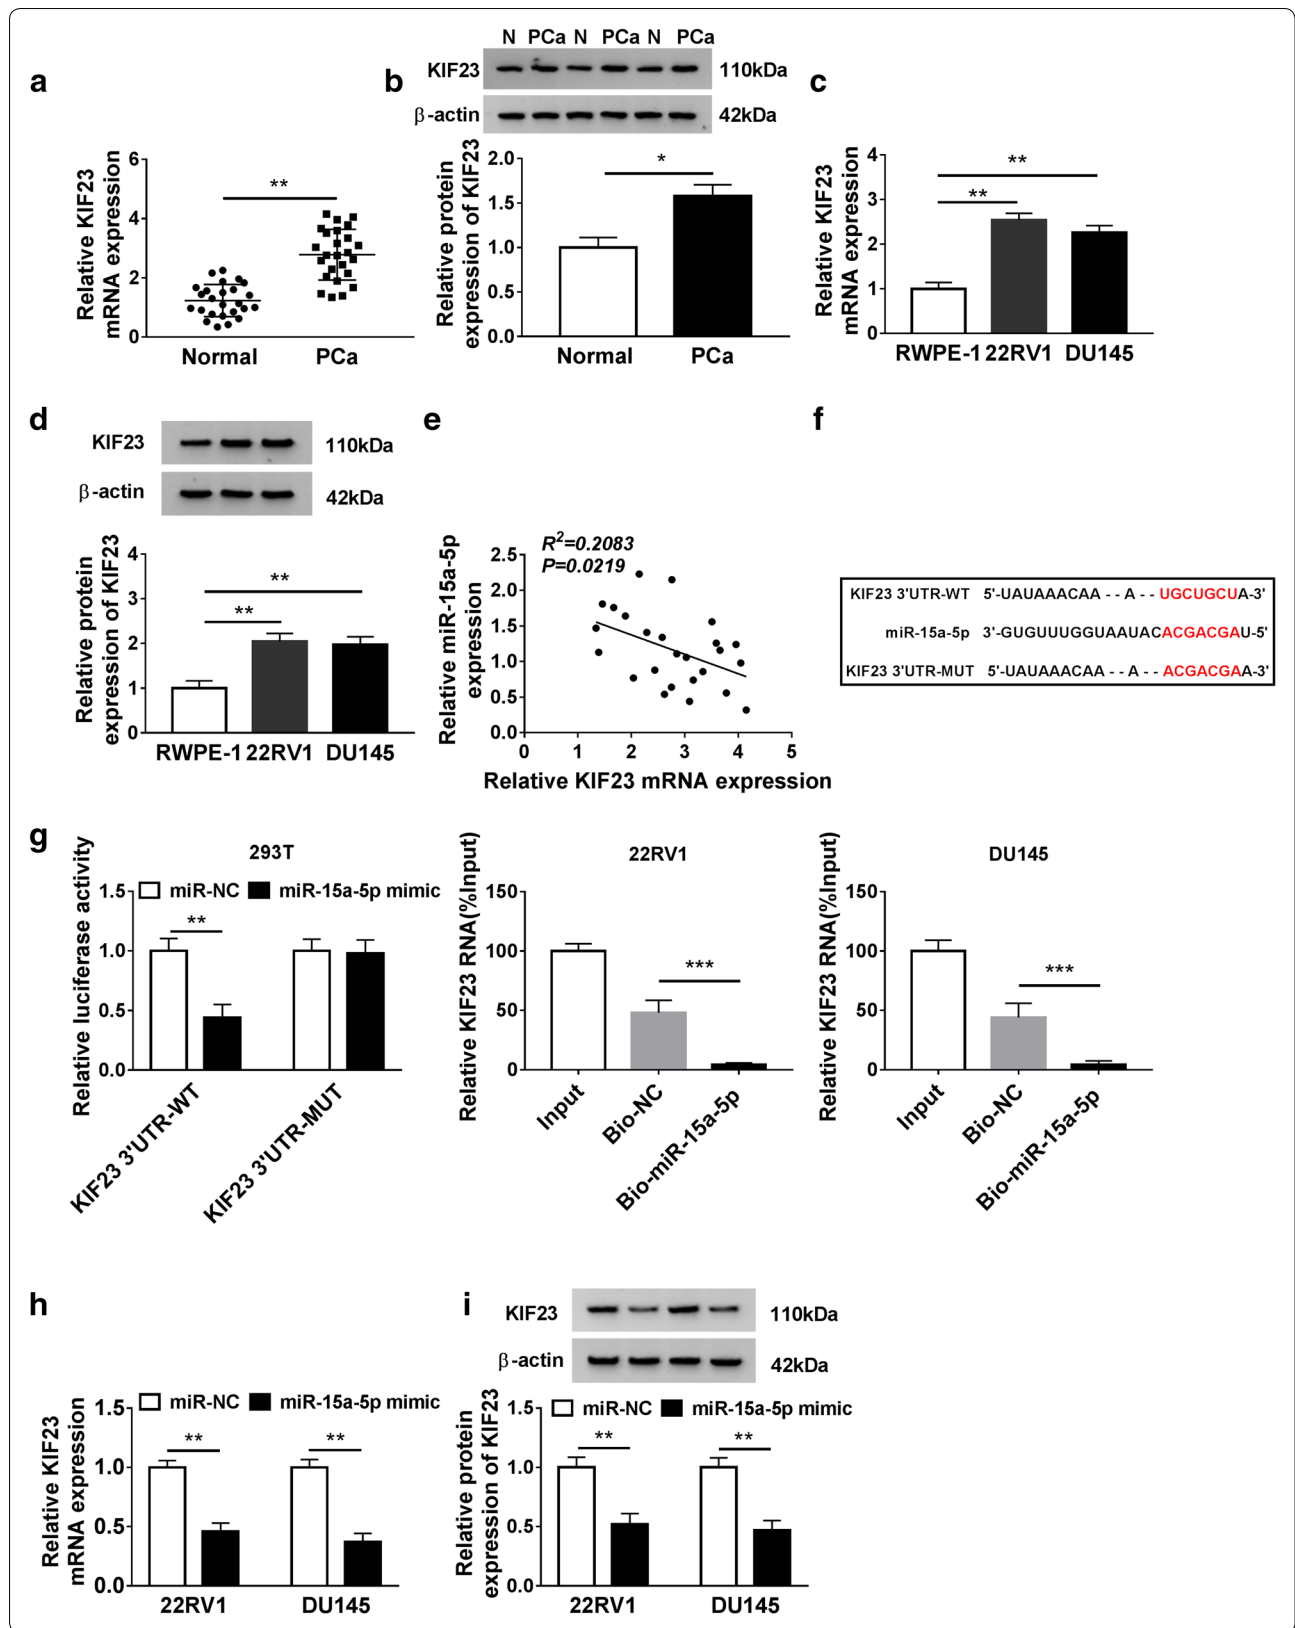 a
6
4
2
0
Relative KIF23
mRNA expression
**
Normal PCa
b
N PCa N PCa N PCa
KIF23 110kDa
β-actin 42kDa
2.0
1.5
1.0
0.5
0.0
Relative protein
expression of KIF23
*
Normal PCa
c
4
3
2
1
0
Relative KIF23
mRNA expression
**
**
RWPE-1 22RV1 DU145
d
KIF23 110kDa
β-actin 42kDa
4
3
2
1
0
Relative protein
expression of KIF23
**
**
RWPE-1 22RV1 DU145
e
R²=0.2083
P=0.0219
2.5
2.0
1.5
1.0
0.5
0.0
Relative miR-15a-5p
expression
0 1 2 3 4 5
Relative KIF23 mRNA expression
f
KIF23 3'UTR-WT 5'-UAUAAACAA - - A - - UGCUGCUA-3'
miR-15a-5p 3'-GUGUUUGGUAAUACACGACGAU-5'
KIF23 3'UTR-MUT 5'-UAUAAACAA - - A - - ACGACGAA-3'
g
293T
miR-NC miR-15a-5p mimic
1.5
1.0
0.5
0.0
Relative luciferase activity
**
KIF23 3'UTR-WT
KIF23 3'UTR-MUT
22RV1
150
100
50
0
Relative KIF23 RNA(%Input)
***
Input
Bio-NC
Bio-miR-15a-5p
DU145
150
100
50
0
Relative KIF23 RNA(%Input)
***
Input
Bio-NC
Bio-miR-15a-5p
h
miR-NC miR-15a-5p mimic
1.5
1.0
0.5
0.0
Relative KIF23
mRNA expression
** **
22RV1 DU145
i
KIF23 110kDa
β-actin 42kDa
miR-NC miR-15a-5p mimic
1.5
1.0
0.5
0.0
Relative protein
expression of KIF23
** **
22RV1 DU145